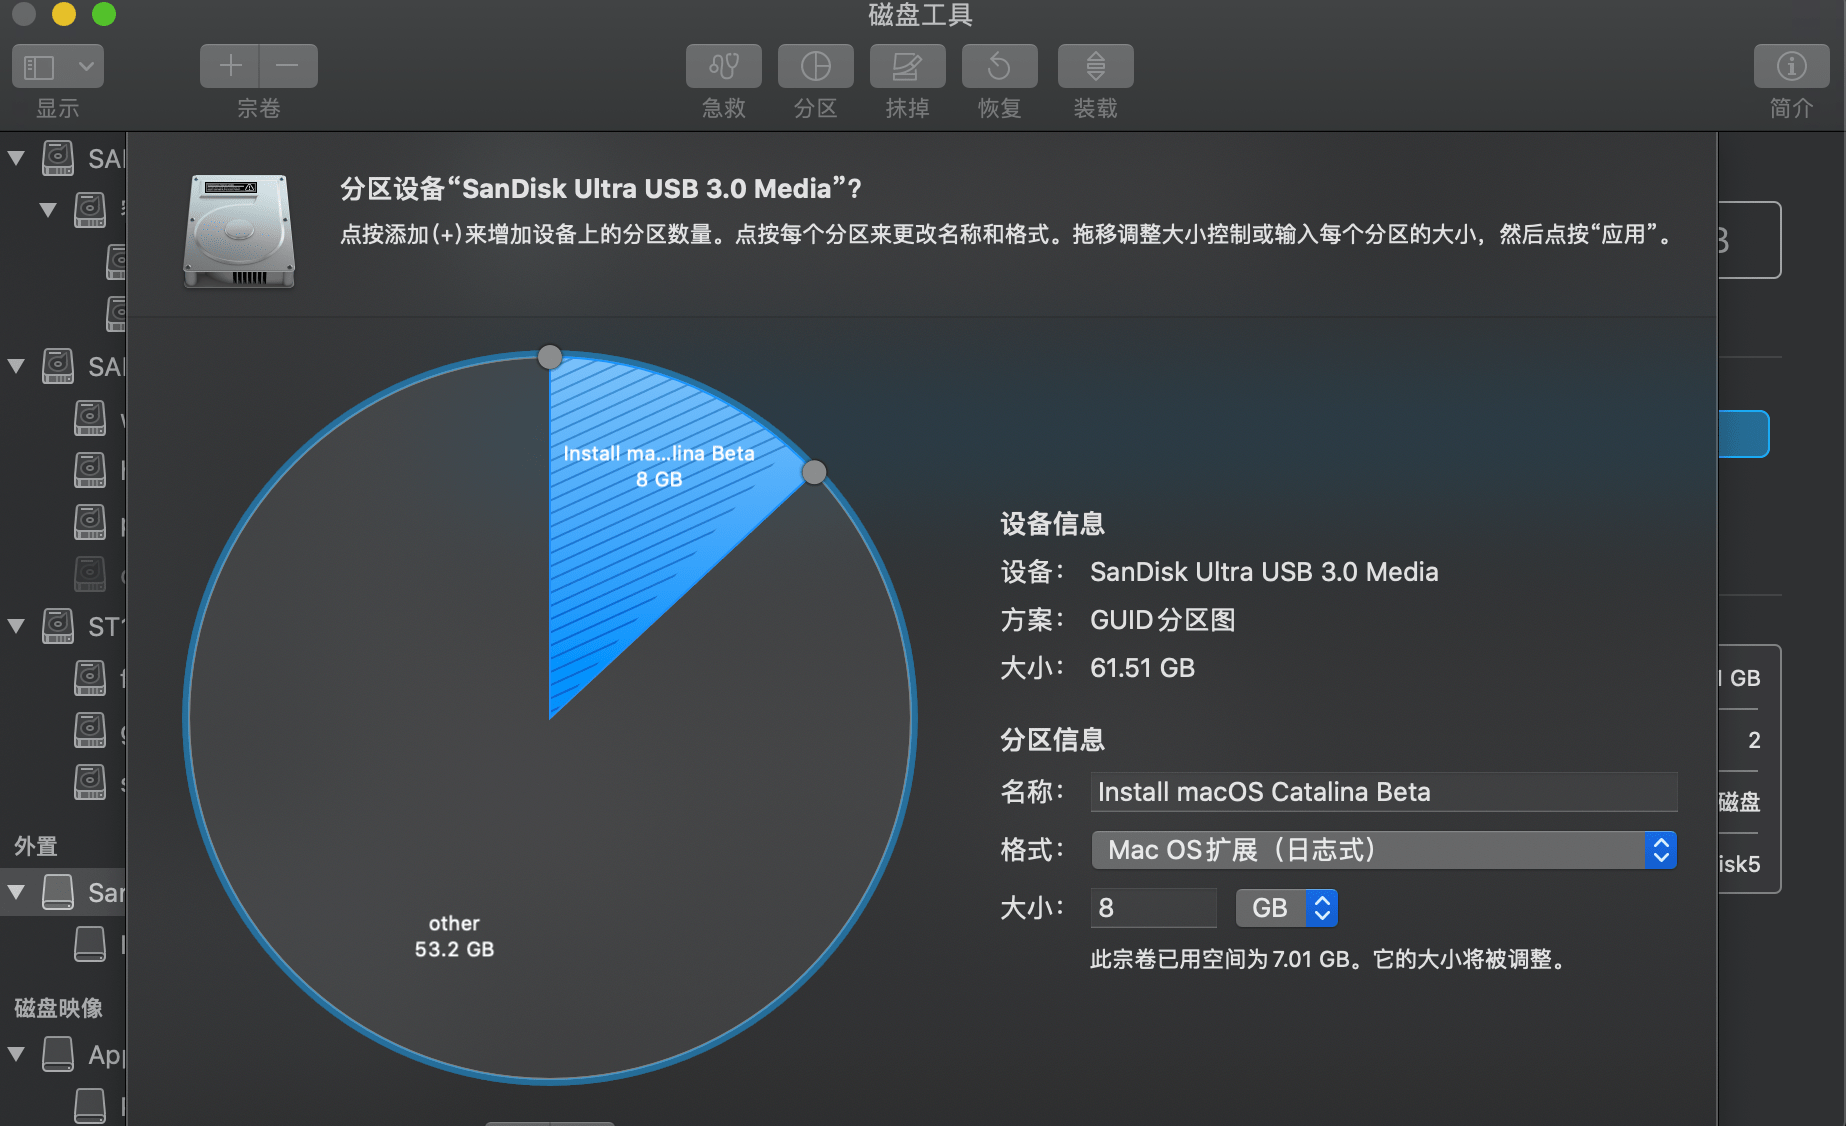 磁盘工具
显示
宗卷
急救
分区
抹掉
恢复
装载
简介
分区设备“SanDisk Ultra USB 3.0 Media”?
点按添加(+)来增加设备上的分区数量。点按每个分区来更改名称和格式。拖移调整大小控制或输入每个分区的大小，然后点按“应用”。
Install ma...lina Beta
8 GB
other
53.2 GB
设备信息
设备： SanDisk Ultra USB 3.0 Media
方案： GUID分区图
大小： 61.51 GB
分区信息
名称： Install macOS Catalina Beta
格式： Mac OS扩展（日志式）
大小： 8 GB
此宗卷已用空间为7.01 GB。它的大小将被调整。
外置
San
磁盘映像
App
GB
2
磁盘
isk5